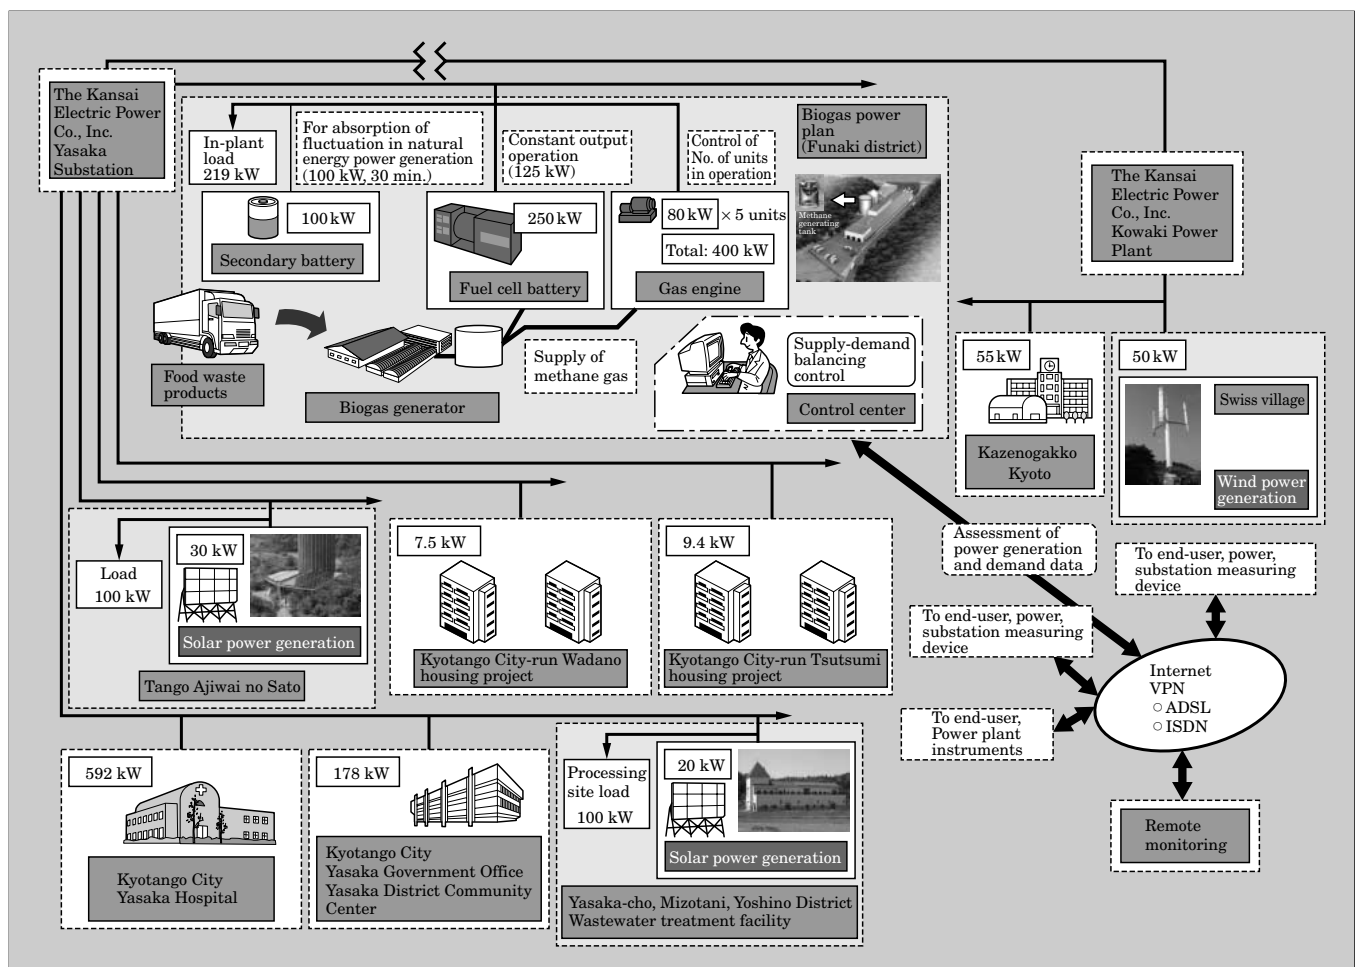 The Kansai
Electric Power
Co., Inc.
Yasaka
Substation
In-plant
load
219 kW
For absorption of
fluctuation in natural
energy power generation
(100 kW, 30 min.)
Constant output
operation
(125 kW)
Control of
No. of units
in operation
Biogas power
plan
(Funaki district)
100 kW
Secondary battery
250 kW
Fuel cell battery
80 kW × 5 units
Total: 400 kW
Gas engine
Methane
generating
tank
The Kansai
Electric Power
Co., Inc.
Kowaki Power
Plant
Food waste
products
Biogas generator
Supply of
methane gas
Supply-demand
balancing
control
Control center
55 kW
Kazenogakko
Kyoto
50 kW
Swiss village
Wind power
generation
Load
100 kW
30 kW
Solar power generation
Tango Ajiwai no Sato
7.5 kW
Kyotango City-run Wadano
housing project
9.4 kW
Kyotango City-run Tsutsumi
housing project
Assessment of
power generation
and demand data
To end-user, power,
substation measuring
device
To end-user, power,
substation measuring
device
To end-user,
Power plant
instruments
Internet
VPN
○ ADSL
○ ISDN
Remote
monitoring
592 kW
Kyotango City
Yasaka Hospital
178 kW
Kyotango City
Yasaka Government Office
Yasaka District Community
Center
Processing
site load
100 kW
20 kW
Solar power generation
Yasaka-cho, Mizotani, Yoshino District
Wastewater treatment facility